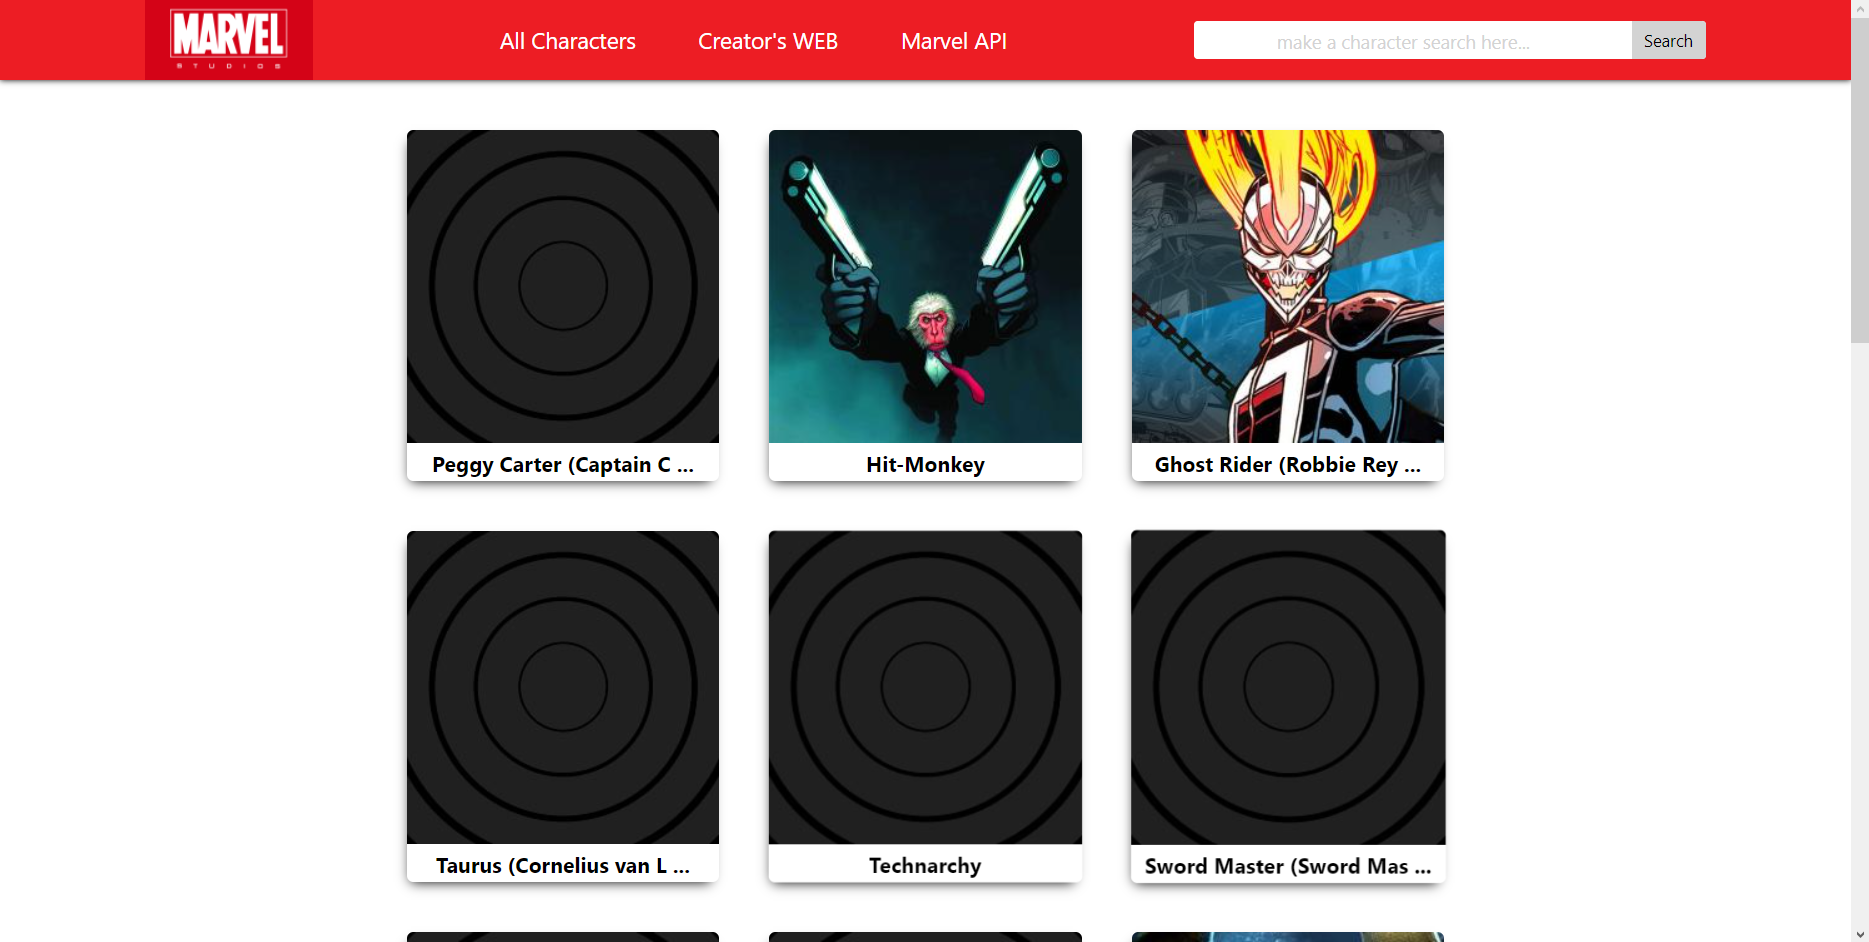 MARVEL
STUDIOS
All Characters
Creator's WEB
Marvel API
make a character search here...
Search
Peggy Carter (Captain C ...
Hit-Monkey
Ghost Rider (Robbie Rey ...
Taurus (Cornelius van L ...
Technarchy
Sword Master (Sword Mas ...